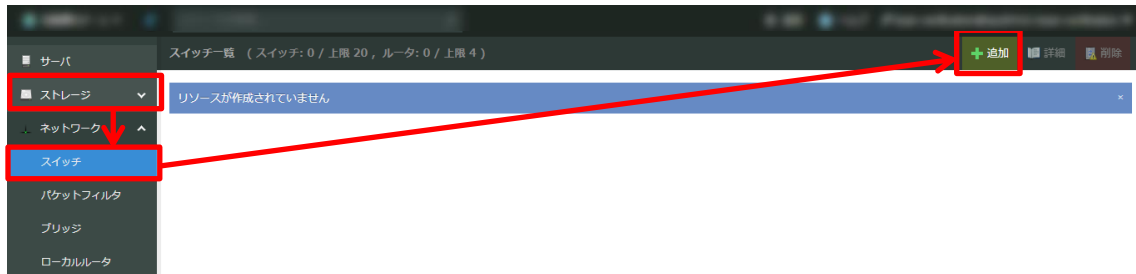 サーバ
スイッチ一覧 ( スイッチ: 0 / 上限 20 , ルータ: 0 / 上限 4 )
追加
詳細
削除
ストレージ
リソースが作成されていません
×
ネットワーク
スイッチ
パケットフィルタ
ブリッジ
ローカルルータ